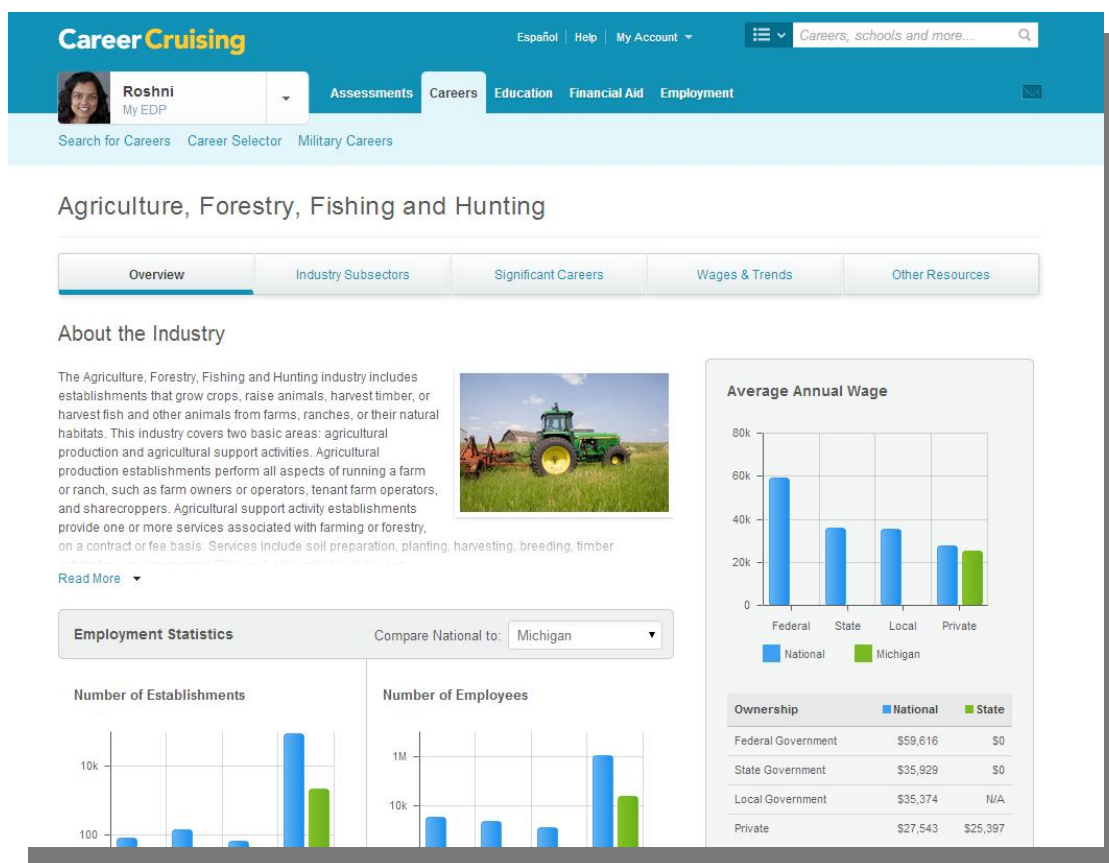 Career Cruising
Español | Help | My Account
Careers, schools and more...
Roshni
My EDP
Assessments Careers Education Financial Aid Employment
Search for Careers Career Selector Military Careers
Agriculture, Forestry, Fishing and Hunting
Overview Industry Subsectors Significant Careers Wages & Trends Other Resources
About the Industry
The Agriculture, Forestry, Fishing and Hunting industry includes
establishments that grow crops, raise animals, harvest timber, or
harvest fish and other animals from farms, ranches, or their natural
habitats. This industry covers two basic areas: agricultural
production and agricultural support activities. Agricultural
production establishments perform all aspects of running a farm
or ranch, such as farm owners or operators, tenant farm operators,
and sharecroppers. Agricultural support activity establishments
provide one or more services associated with farming or forestry,
on a contract or fee basis. Services include soil preparation, planting, harvesting, breeding, timber
Read More
Employment Statistics Compare National to: Michigan
Number of Establishments
10k
100
Number of Employees
1M
10k
Average Annual Wage
80k
60k
40k
20k
0
Federal State Local Private
National Michigan
Ownership National State
Federal Government $59,616 $0
State Government $35,929 $0
Local Government $35,374 N/A
Private $27,543 $25,397